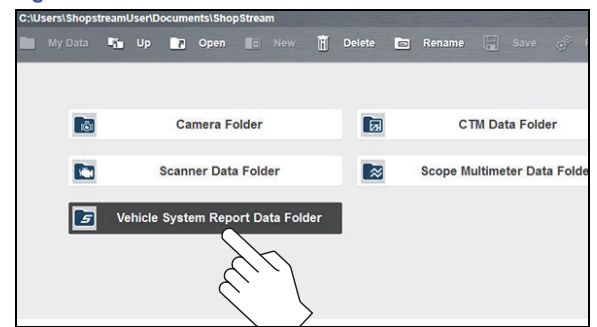 C:\Users\ShopstreamUser\Documents\ShopStream
My Data Up Open New Delete Rename Save
Camera Folder CTM Data Folder
Scanner Data Folder Scope Multimeter Data Folde
Vehicle System Report Data Folder